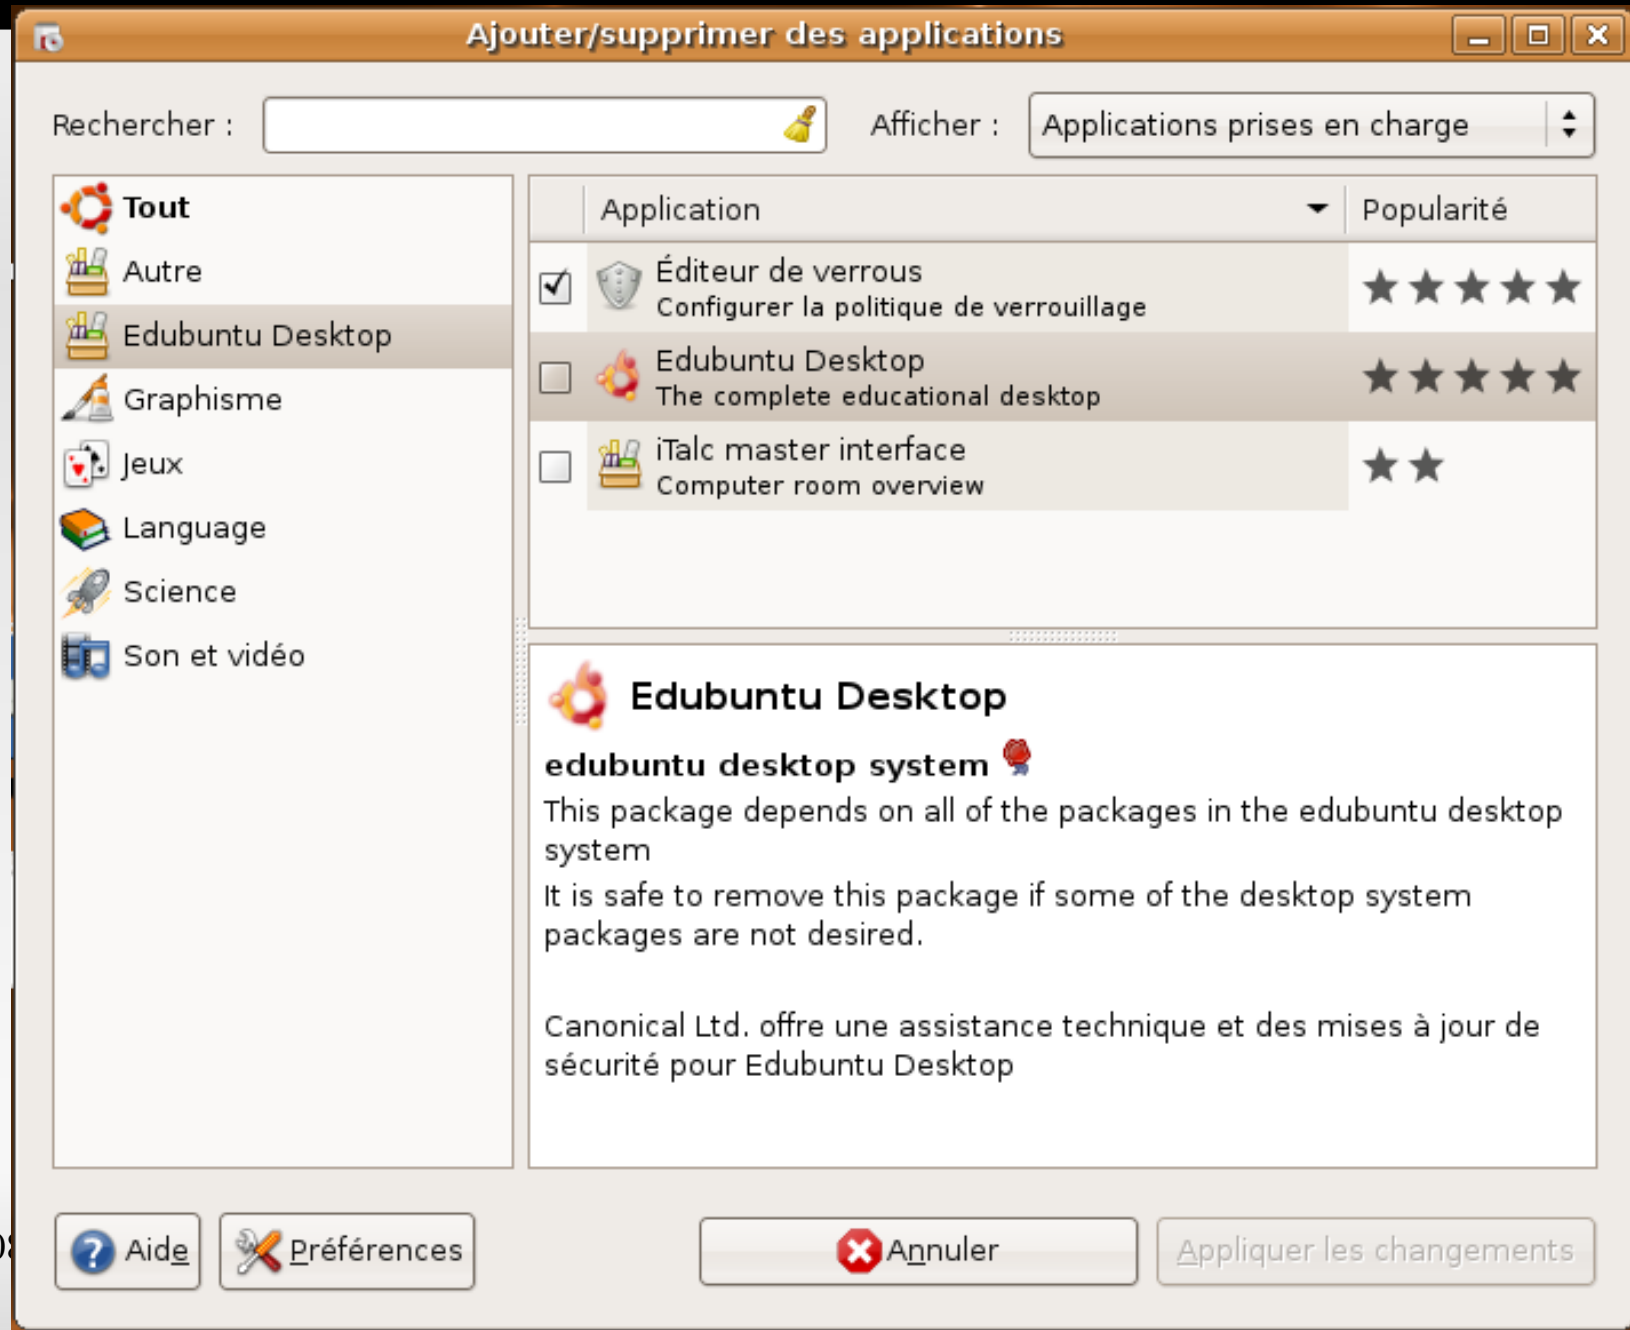 Ajouter/supprimer des applications
Rechercher :
Afficher :
Applications prises en charge
Tout
Autre
Edubuntu Desktop
Graphisme
Jeux
Language
Science
Son et vidéo
Application
Popularité
Éditeur de verrous
Configurer la politique de verrouillage
Edubuntu Desktop
The complete educational desktop
iTalc master interface
Computer room overview
Edubuntu Desktop
edubuntu desktop system
This package depends on all of the packages in the edubuntu desktop
system
It is safe to remove this package if some of the desktop system
packages are not desired.
Canonical Ltd. offre une assistance technique et des mises à jour de
sécurité pour Edubuntu Desktop
Aide
Préférences
Annuler
Appliquer les changements